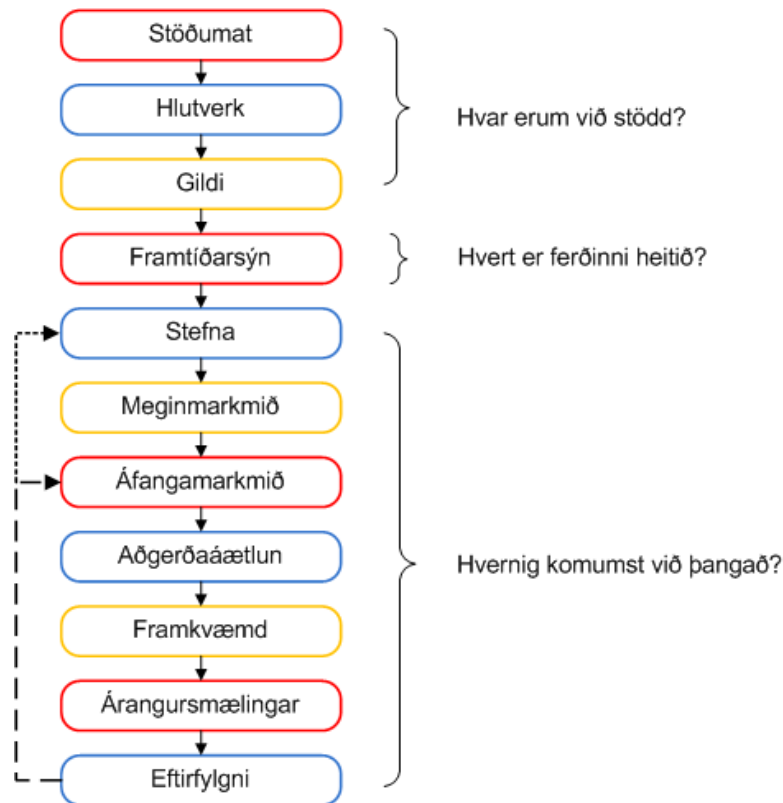 Stöðumat
Hlutverk
Gildi
Hvar erum við stödd?
Framtíðarsýn
Hvert er ferðinni heitið?
Stefna
Meginmarkmið
Áfangamarkmið
Aðgerðaáætlun
Framkvæmd
Árangursmælingar
Eftirfylgni
Hvernig komumst við þangað?